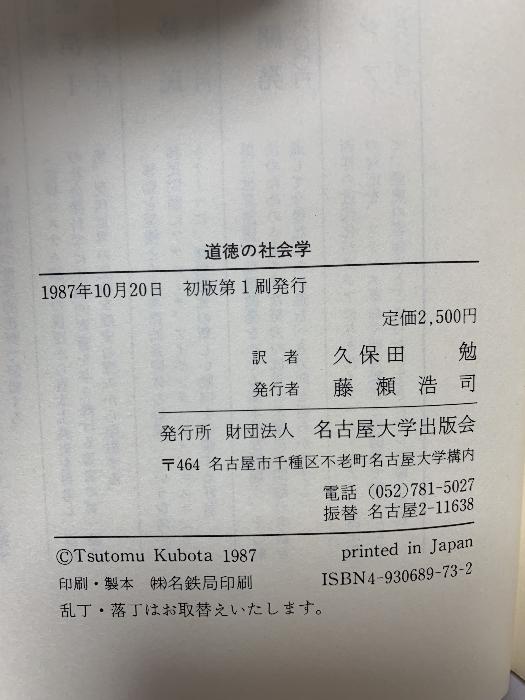 道徳の社会学
1987年10月20日 初版第1刷発行
定価2,500円
訳者 久保田 勉
発行者 藤瀬浩司
発行所 財団法人 名古屋大学出版会
〒464 名古屋市千種区不老町名古屋大学構内
電話 (052)781-5027
振替 名古屋2-11638
©Tsutomu Kubota 1987 printed in Japan
印刷・製本 ㈱名鉄局印刷 ISBN4-930689-73-2
乱丁・落丁はお取替えいたします。